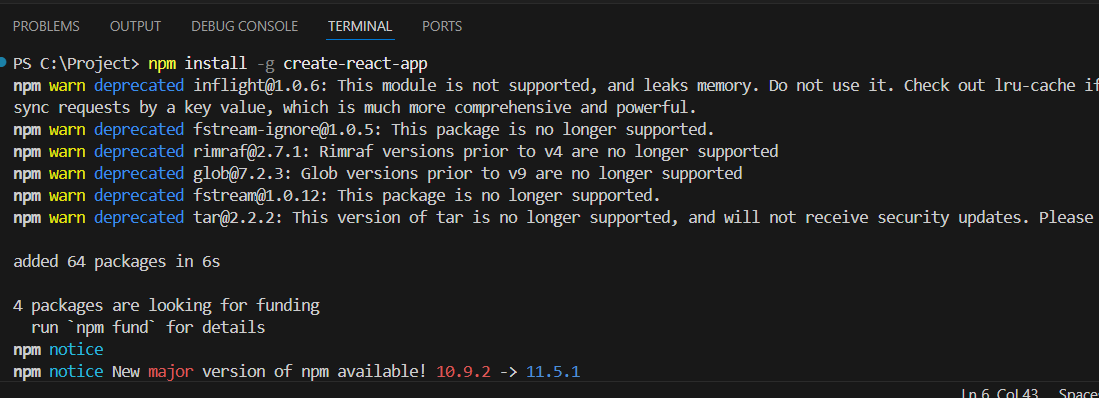 PROBLEMS OUTPUT DEBUG CONSOLE TERMINAL PORTS
PS C:\Project> npm install -g create-react-app
npm warn deprecated inflight@1.0.6: This module is not supported, and leaks memory. Do not use it. Check out lru-cache if
sync requests by a key value, which is much more comprehensive and powerful.
npm warn deprecated fstream-ignore@1.0.5: This package is no longer supported.
npm warn deprecated rimraf@2.7.1: Rimraf versions prior to v4 are no longer supported
npm warn deprecated glob@7.2.3: Glob versions prior to v9 are no longer supported
npm warn deprecated fstream@1.0.12: This package is no longer supported.
npm warn deprecated tar@2.2.2: This version of tar is no longer supported, and will not receive security updates. Please
added 64 packages in 6s
4 packages are looking for funding
run `npm fund` for details
npm notice
npm notice New major version of npm available! 10.9.2 -> 11.5.1
Ln 6, Col 43 Spaces